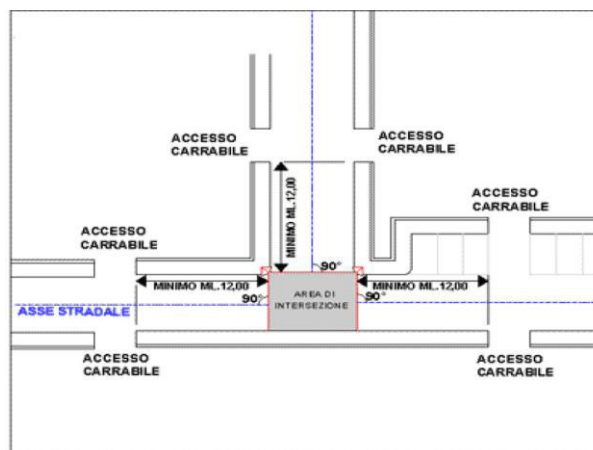 ACCESSO
CARRABILE
ACCESSO
CARRABILE
ACCESSO
CARRABILE
ACCESSO
CARRABILE
MINIMO ML.12,00
90°
MINIMO ML.12,00
MINIMO ML.12,00
90°
90°
AREA DI
INTERSEZIONE
ASSE STRADALE
ACCESSO
CARRABILE
ACCESSO
CARRABILE